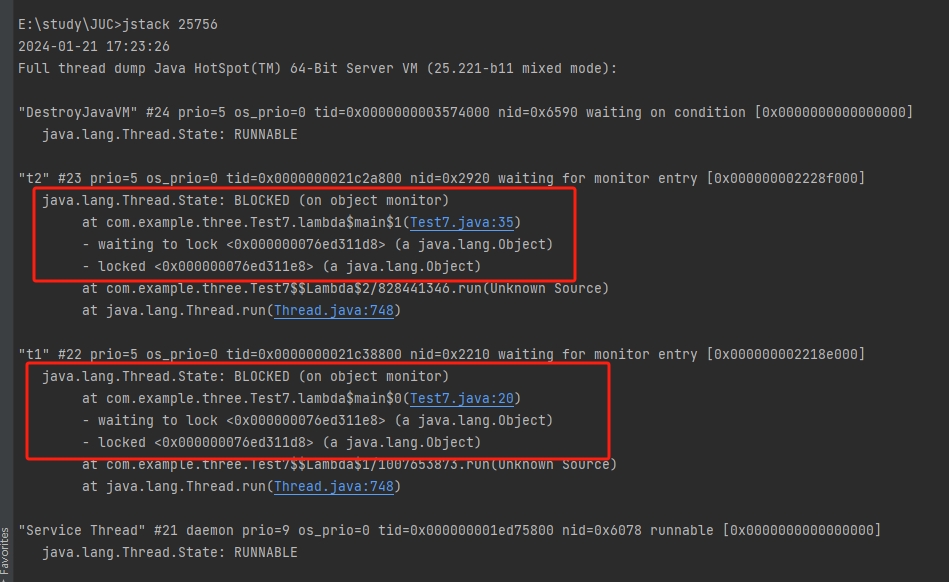 E:\study\JUC>jstack 25756
2024-01-21 17:23:26
Full thread dump Java HotSpot(TM) 64-Bit Server VM (25.221-b11 mixed mode):
"DestroyJavaVM" #24 prio=5 os_prio=0 tid=0x0000000003574000 nid=0x6590 waiting on condition [0x0000000000000000]
java.lang.Thread.State: RUNNABLE
"t2" #23 prio=5 os_prio=0 tid=0x0000000021c2a800 nid=0x2920 waiting for monitor entry [0x000000002228f000]
java.lang.Thread.State: BLOCKED (on object monitor)
at com.example.three.Test7.lambda$main$1(Test7.java:35)
- waiting to lock <0x000000076ed311d8> (a java.lang.Object)
- locked <0x000000076ed311e8> (a java.lang.Object)
at com.example.three.Test7$$Lambda$2/828441346.run(Unknown Source)
at java.lang.Thread.run(Thread.java:748)
"t1" #22 prio=5 os_prio=0 tid=0x0000000021c38800 nid=0x2210 waiting for monitor entry [0x000000002218e000]
java.lang.Thread.State: BLOCKED (on object monitor)
at com.example.three.Test7.lambda$main$0(Test7.java:20)
- waiting to lock <0x000000076ed311e8> (a java.lang.Object)
- locked <0x000000076ed311d8> (a java.lang.Object)
at com.example.three.Test7$$Lambda$1/1007653873.run(Unknown Source)
at java.lang.Thread.run(Thread.java:748)
"Service Thread" #21 daemon prio=9 os_prio=0 tid=0x000000001ed75800 nid=0x6078 runnable [0x0000000000000000]
java.lang.Thread.State: RUNNABLE
Favorites